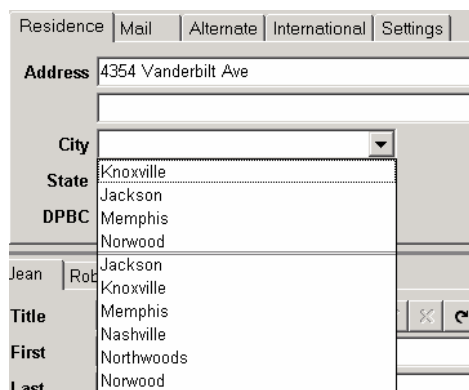 Residence Mail Alternate International Settings
Address 4354 Vanderbilt Ave
City
Knoxville
State
Jackson
DPBC Memphis
Norwood
Jean Rob Jackson
Knoxville
Title Memphis
Nashville
First Northwoods
Last Norwood